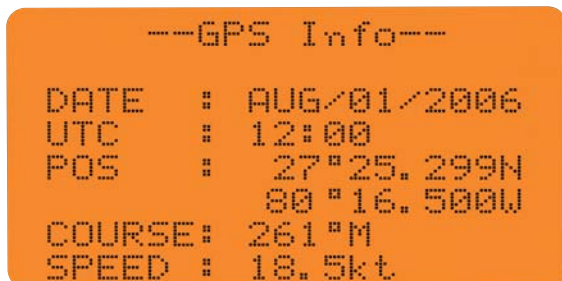 --GPS Info--
DATE : AUG/01/2006
UTC : 12:00
POS : 27°25.299N
80°16.500W
COURSE: 261°M
SPEED : 18.5kt